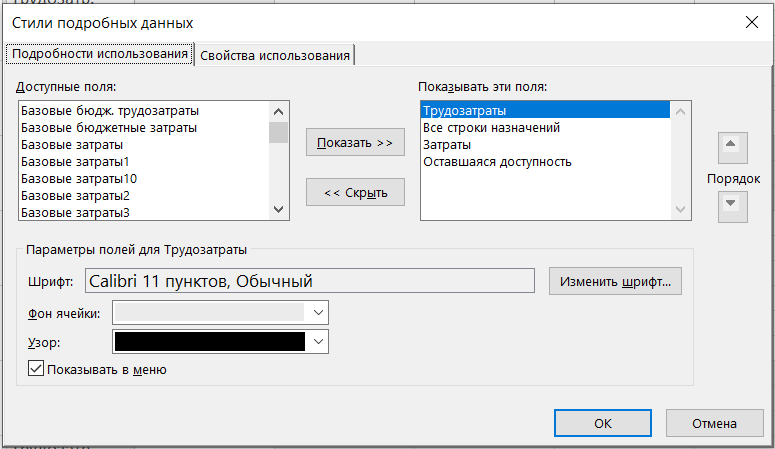 Стили подробных данных
Подробности использования
Свойства использования
Доступные поля:
Базовые бюдж. трудозатраты
Базовые бюджетные затраты
Базовые затраты
Базовые затраты1
Базовые затраты10
Базовые затраты2
Базовые затраты3
Показать >>
<< Скрыть
Показывать эти поля:
Трудозатраты
Все строки назначений
Затраты
Оставшаяся доступность
Порядок
Параметры полей для Трудозатраты
Шрифт: Calibri 11 пунктов, Обычный
Изменить шрифт...
Фон ячейки:
Узор:
Показывать в меню
ОК
Отмена